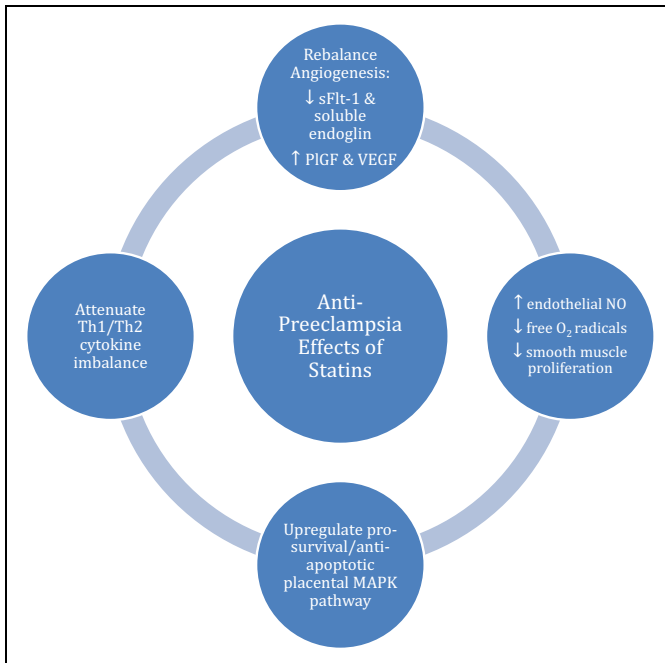 Rebalance
Angiogenesis:
↓ sFlt-1 &
soluble
endoglin
↑ PlGF & VEGF
Attenuate
Th1/Th2
cytokine
imbalance
Anti-
Preeclampsia
Effects of
Statins
↑ endothelial NO
↓ free O₂ radicals
↓ smooth muscle
proliferation
Upregulate pro-
survival/anti-
apoptotic
placental MAPK
pathway